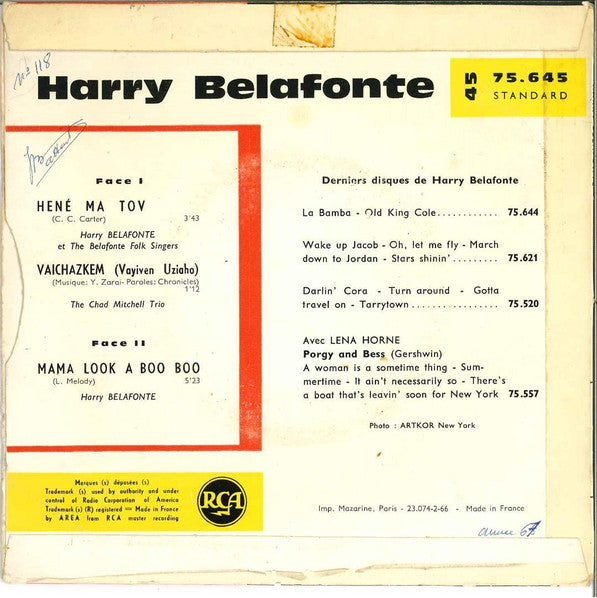 nº 118
Harry Belafonte
45
75.645
STANDARD
Face I
HENÉ MA TOV
(C. C. Carter) 3'43
Harry BELAFONTE
et The Belafonte Folk Singers
VAICHAZKEM (Vayiven Uziaho)
(Musique: Y. Zarai - Paroles: Chronicles)
1'12
The Chad Mitchell Trio
Face II
MAMA LOOK A BOO BOO
(L. Melody) 5'23
Harry BELAFONTE
Derniers disques de Harry Belafonte
La Bamba - Old King Cole............ 75.644
Wake up Jacob - Oh, let me fly - March
down to Jordan - Stars shinin' ......... 75.621
Darlin' Cora - Turn around - Gotta
travel on - Tarrytown.................. 75.520
Avec LENA HORNE
Porgy and Bess (Gershwin)
A woman is a sometime thing - Sum-
mertime - It ain't necessarily so - There's
a boat that's leavin' soon for New York 75.557
Photo : ARTKOR New York
Marques (s) déposées (s)
Trademark (s) used by authority and under
control of Radio Corporation of America
Trademark (s) (R) registered — Made in France
by AREA from RCA master recording
RCA
Imp. Mazarine, Paris - 23.074-2-66 - Made in France
année 67